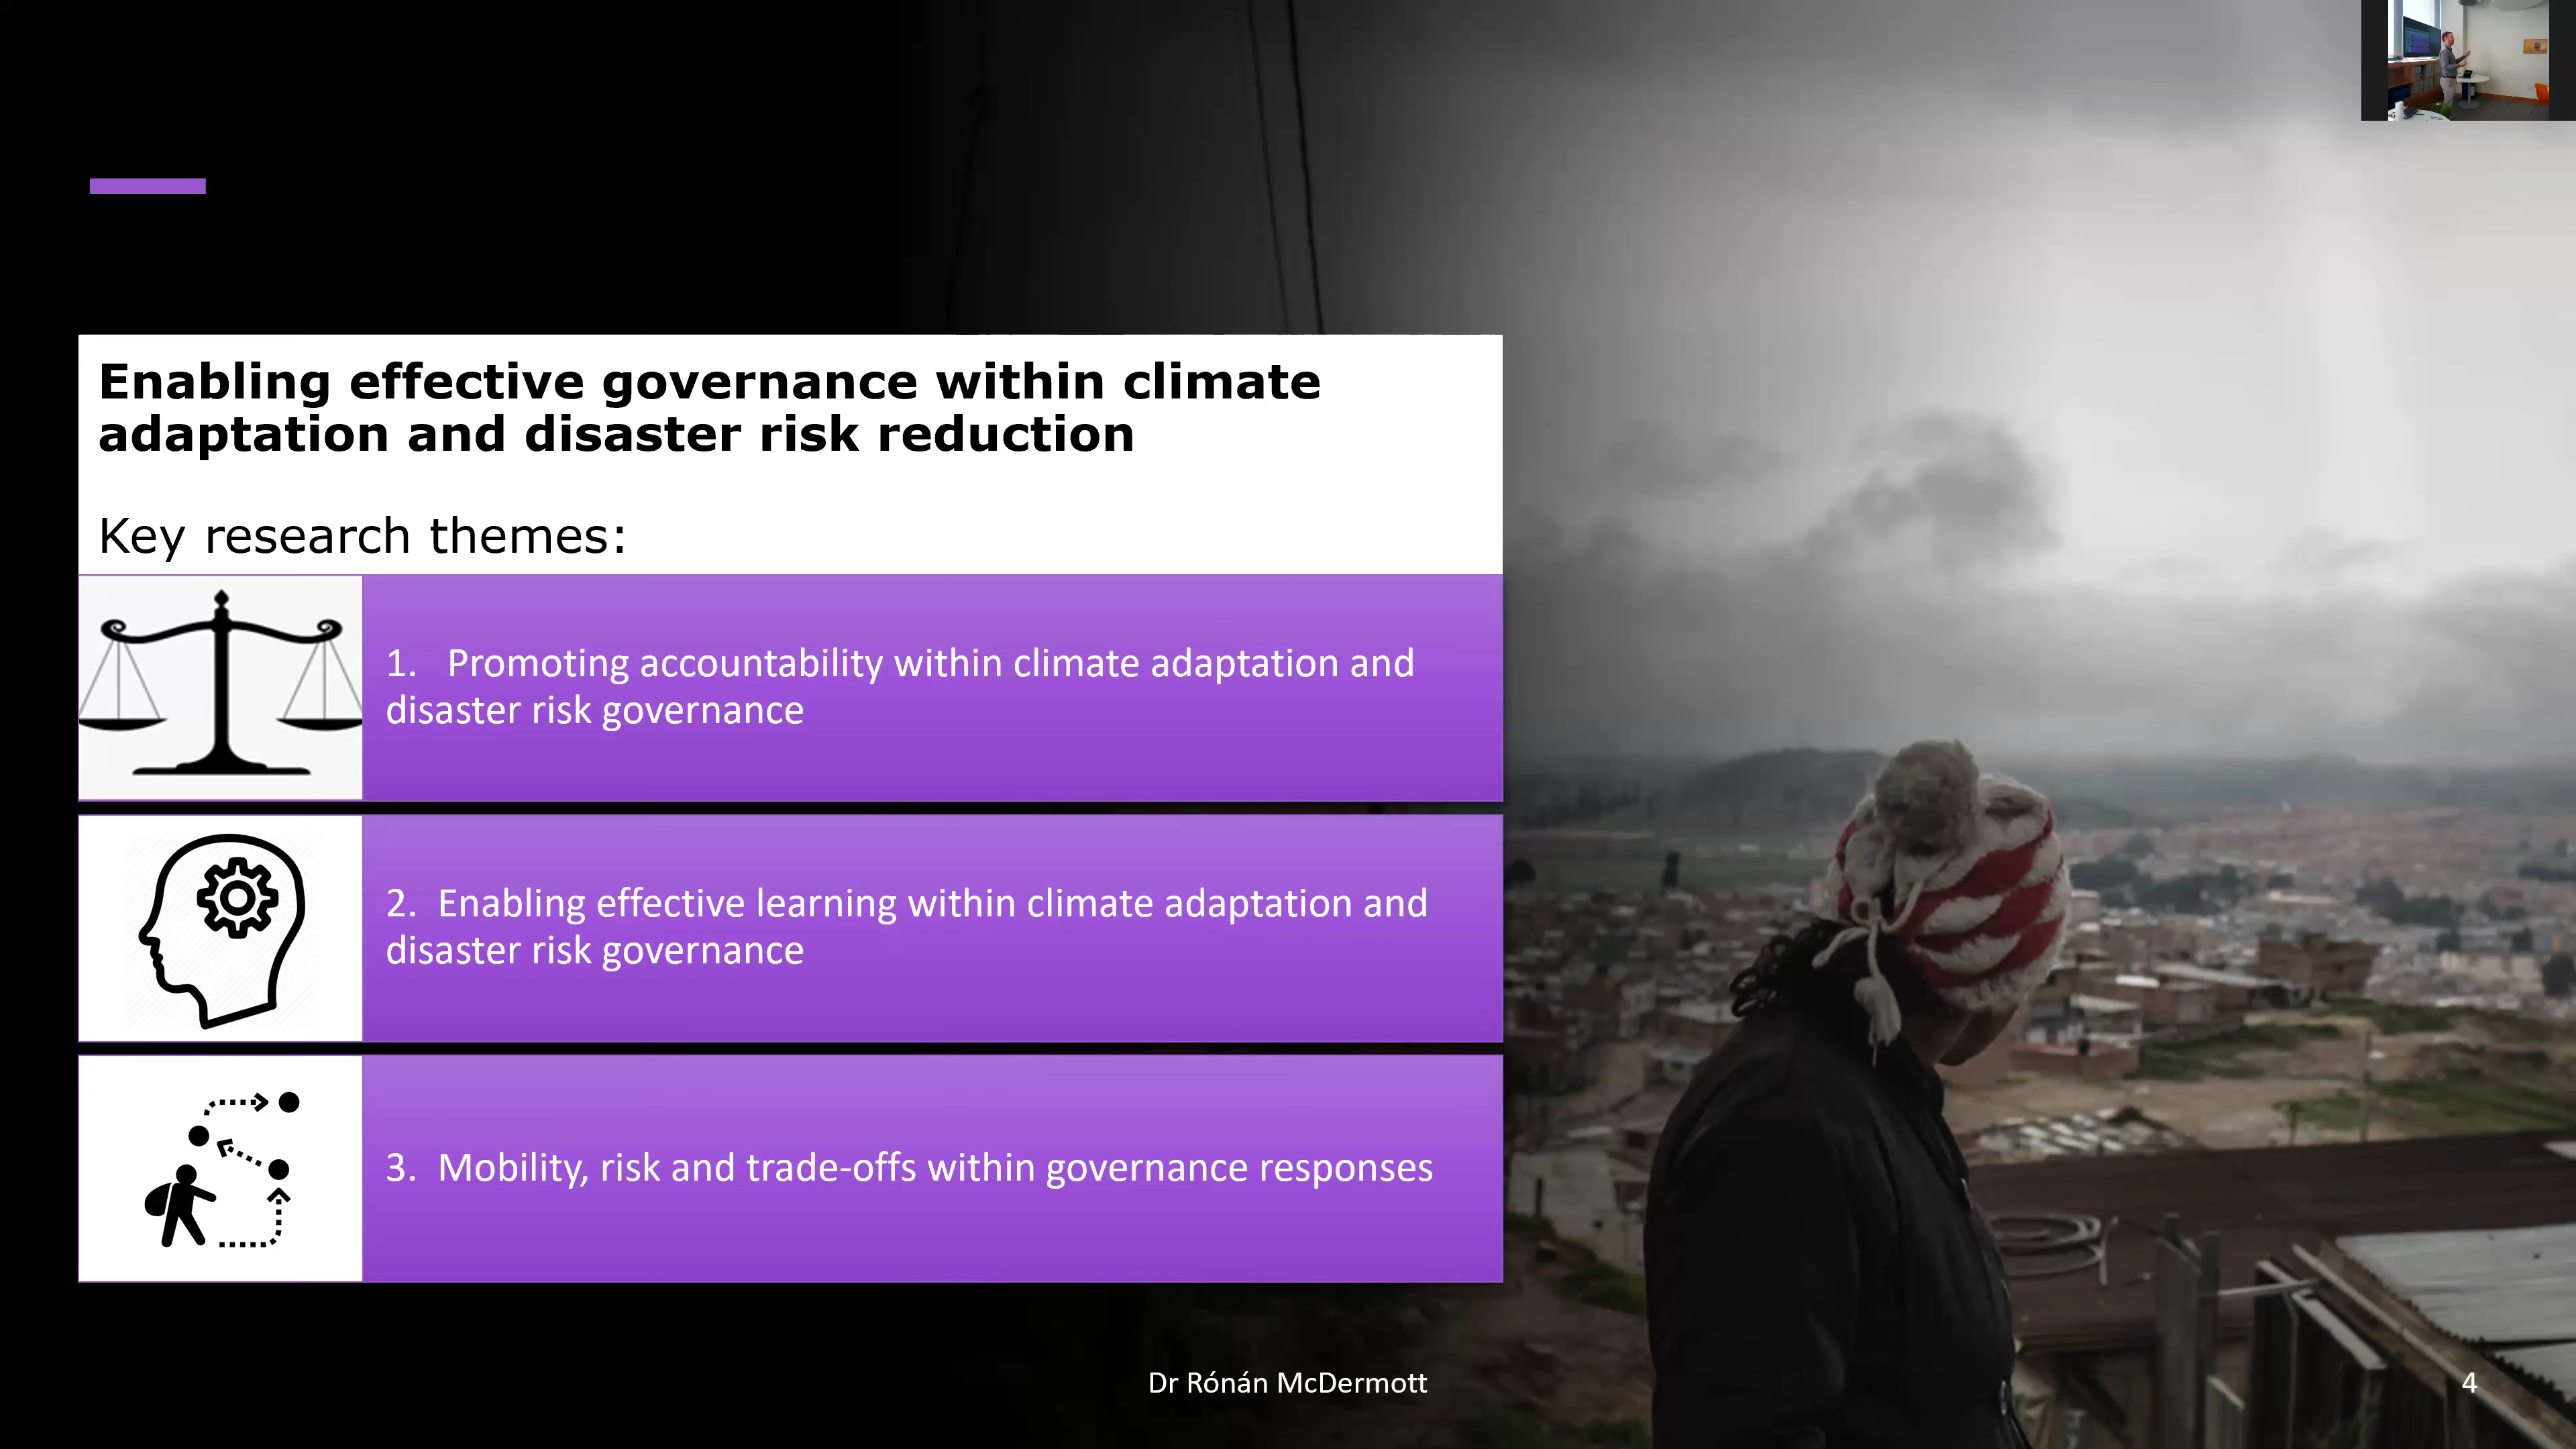 Enabling effective governance within climate
adaptation and disaster risk reduction
Key research themes:
1. Promoting accountability within climate adaptation and
disaster risk governance
2. Enabling effective learning within climate adaptation and
disaster risk governance
3. Mobility, risk and trade-offs within governance responses
Dr Rónán McDermott
4